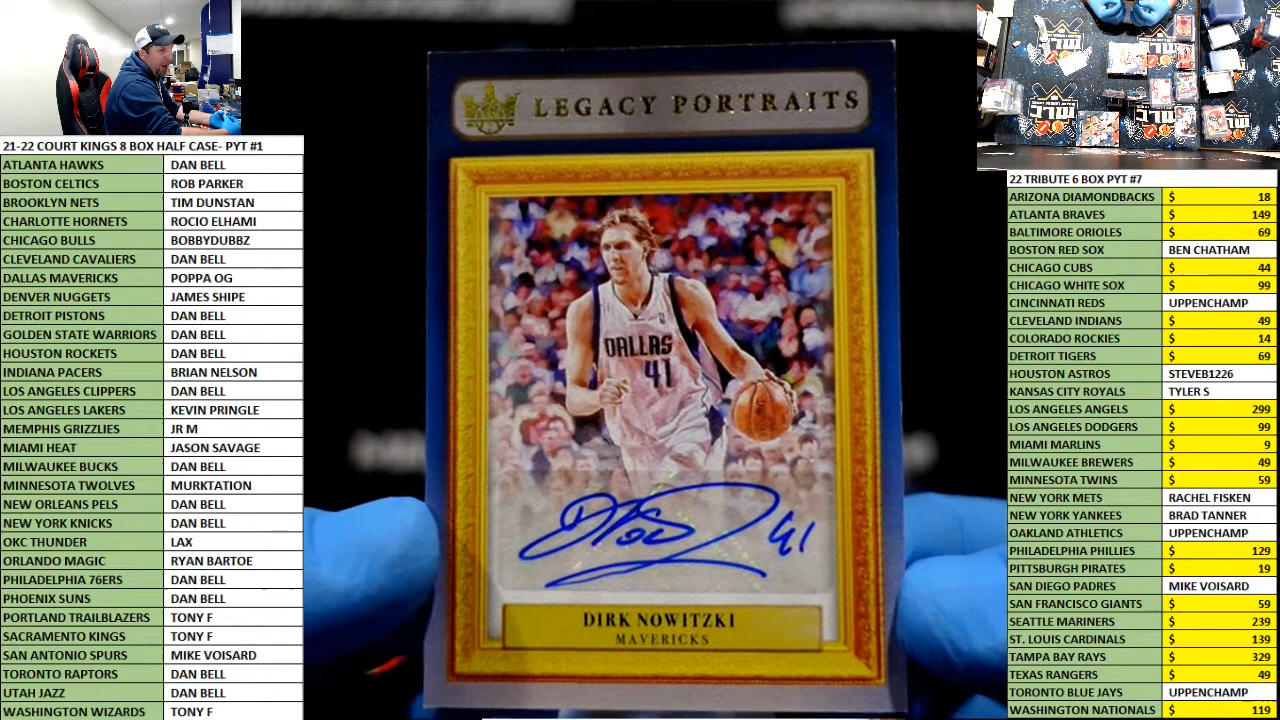 21-22 COURT KINGS 8 BOX HALF CASE- PYT #1
ATLANTA HAWKS DAN BELL
BOSTON CELTICS ROB PARKER
BROOKLYN NETS TIM DUNSTAN
CHARLOTTE HORNETS ROCIO ELHAMI
CHICAGO BULLS BOBBYDUBBZ
CLEVELAND CAVALIERS DAN BELL
DALLAS MAVERICKS POPPA OG
DENVER NUGGETS JAMES SHIPE
DETROIT PISTONS DAN BELL
GOLDEN STATE WARRIORS DAN BELL
HOUSTON ROCKETS DAN BELL
INDIANA PACERS BRIAN NELSON
LOS ANGELES CLIPPERS DAN BELL
LOS ANGELES LAKERS KEVIN PRINGLE
MEMPHIS GRIZZLIES JR M
MIAMI HEAT JASON SAVAGE
MILWAUKEE BUCKS DAN BELL
MINNESOTA TWOLVES MURKTATION
NEW ORLEANS PELS DAN BELL
NEW YORK KNICKS DAN BELL
OKC THUNDER LAX
ORLANDO MAGIC RYAN BARTOE
PHILADELPHIA 76ERS DAN BELL
PHOENIX SUNS DAN BELL
PORTLAND TRAILBLAZERS TONY F
SACRAMENTO KINGS TONY F
SAN ANTONIO SPURS MIKE VOISARD
TORONTO RAPTORS DAN BELL
UTAH JAZZ DAN BELL
WASHINGTON WIZARDS TONY F
LEGACY PORTRAITS
DALLAS
41
41
DIRK NOWITZKI
MAVERICKS
22 TRIBUTE 6 BOX PYT #7
ARIZONA DIAMONDBACKS $ 18
ATLANTA BRAVES $ 149
BALTIMORE ORIOLES $ 69
BOSTON RED SOX BEN CHATHAM
CHICAGO CUBS $ 44
CHICAGO WHITE SOX $ 99
CINCINNATI REDS UPPENCHAMP
CLEVELAND INDIANS $ 49
COLORADO ROCKIES $ 14
DETROIT TIGERS $ 69
HOUSTON ASTROS STEVEB1226
KANSAS CITY ROYALS TYLER S
LOS ANGELES ANGELS $ 299
LOS ANGELES DODGERS $ 99
MIAMI MARLINS $ 9
MILWAUKEE BREWERS $ 49
MINNESOTA TWINS $ 59
NEW YORK METS RACHEL FISKEN
NEW YORK YANKEES BRAD TANNER
OAKLAND ATHLETICS UPPENCHAMP
PHILADELPHIA PHILLIES $ 129
PITTSBURGH PIRATES $ 19
SAN DIEGO PADRES MIKE VOISARD
SAN FRANCISCO GIANTS $ 59
SEATTLE MARINERS $ 239
ST. LOUIS CARDINALS $ 139
TAMPA BAY RAYS $ 329
TEXAS RANGERS $ 49
TORONTO BLUE JAYS UPPENCHAMP
WASHINGTON NATIONALS $ 119